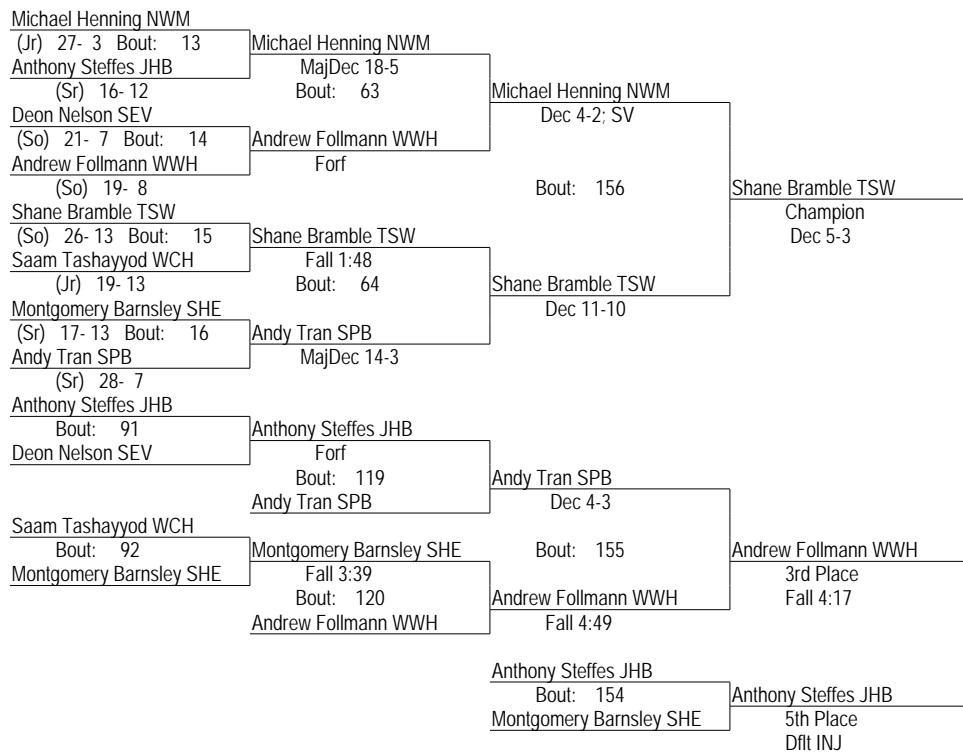 Michael Henning NWM
(Jr) 27- 3 Bout: 13
Michael Henning NWM
Anthony Steffes JHB
MajDec 18-5
(Sr) 16- 12
Bout: 63
Michael Henning NWM
Deon Nelson SEV
Dec 4-2; SV
(So) 21- 7 Bout: 14
Andrew Follmann WWH
Andrew Follmann WWH
Forf
(So) 19- 8
Bout: 156
Shane Bramble TSW
Shane Bramble TSW
Champion
(So) 26- 13 Bout: 15
Shane Bramble TSW
Dec 5-3
Saam Tashayyod WCH
Fall 1:48
(Jr) 19- 13
Bout: 64
Shane Bramble TSW
Montgomery Barnsley SHE
Dec 11-10
(Sr) 17- 13 Bout: 16
Andy Tran SPB
Andy Tran SPB
MajDec 14-3
(Sr) 28- 7
Anthony Steffes JHB
Bout: 91
Anthony Steffes JHB
Deon Nelson SEV
Forf
Bout: 119
Andy Tran SPB
Andy Tran SPB
Dec 4-3
Saam Tashayyod WCH
Bout: 92
Montgomery Barnsley SHE
Bout: 155
Andrew Follmann WWH
Montgomery Barnsley SHE
Fall 3:39
3rd Place
Bout: 120
Andrew Follmann WWH
Fall 4:17
Andrew Follmann WWH
Fall 4:49
Anthony Steffes JHB
Bout: 154
Anthony Steffes JHB
Montgomery Barnsley SHE
5th Place
Dflt INJ